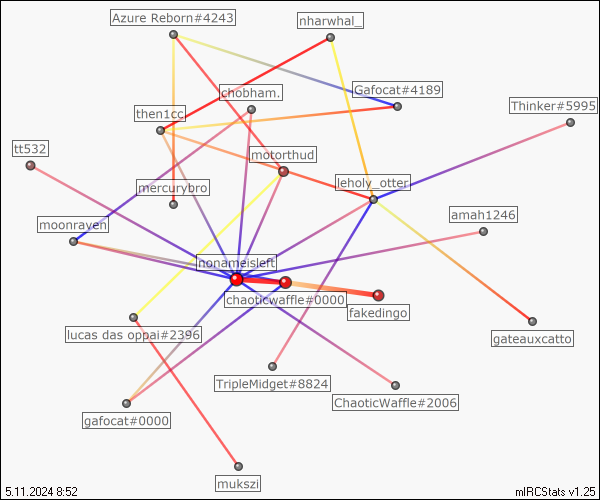 Azure Reborn#4243
nharwhal_
chobham.
Gafocat#4189
Thinker#5995
then1cc
tt532
motorthud
mercurybro
leholy_otter
amah1246
moonraven
honameisleft
chaoticwaffle#0000
fakedingo
lucas das oppai#2396
gateauxcatto
TripleMidget#8824
ChaoticWaffle#2006
gafocat#0000
mukszi
5.11.2024 8:52
mIRCStats v1.25